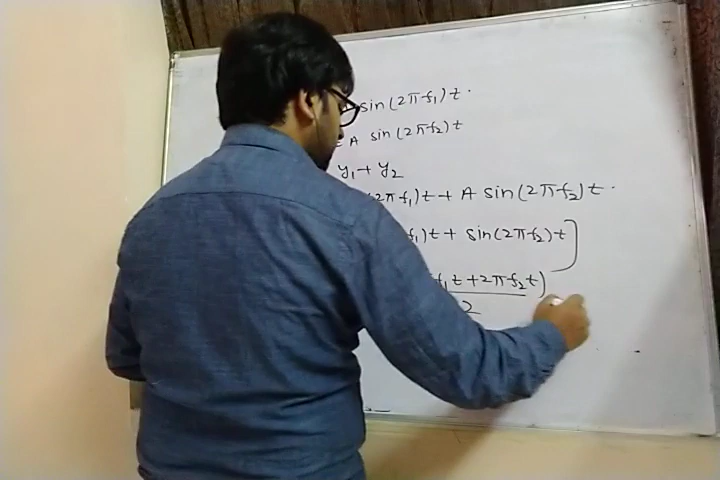 sin(2πf₁)t.
= A sin(2πf₂)t
y₁ + y₂
(2πf₁)t + A sin(2πf₂)t.
f₁)t + sin(2πf₂)t]
f₁t + 2πf₂t)
2